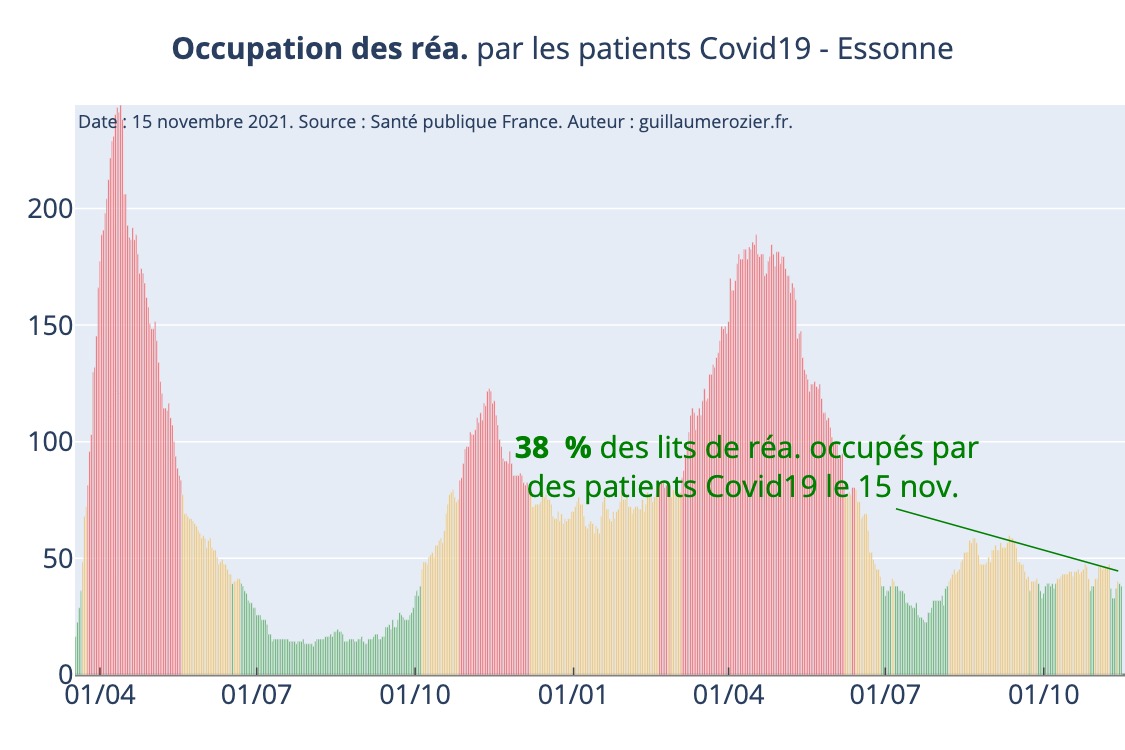 Occupation des réa. par les patients Covid19 - Essonne
Date : 15 novembre 2021. Source : Santé publique France. Auteur : guillaumerozier.fr.
200
150
100
50
0
38 % des lits de réa. occupés par
des patients Covid19 le 15 nov.
01/04 01/07 01/10 01/01 01/04 01/07 01/10